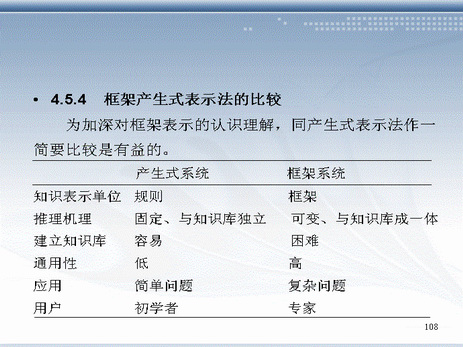 • 4.5.4 框架产生式表示法的比较
为加深对框架表示的认识理解，同产生式表示法作一
简要比较是有益的。
产生式系统 框架系统
知识表示单位 规则 框架
推理机理 固定、与知识库独立 可变、与知识库成一体
建立知识库 容易 困难
通用性 低 高
应用 简单问题 复杂问题
用户 初学者 专家
108